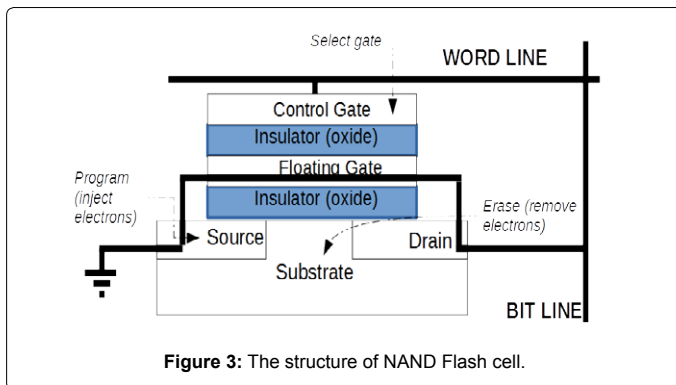 Select gate
WORD LINE
Control Gate
Insulator (oxide)
Floating Gate
Insulator (oxide)
Program
(inject
electrons)
Erase (remove
electrons)
Source
Drain
Substrate
BIT LINE
Figure 3: The structure of NAND Flash cell.